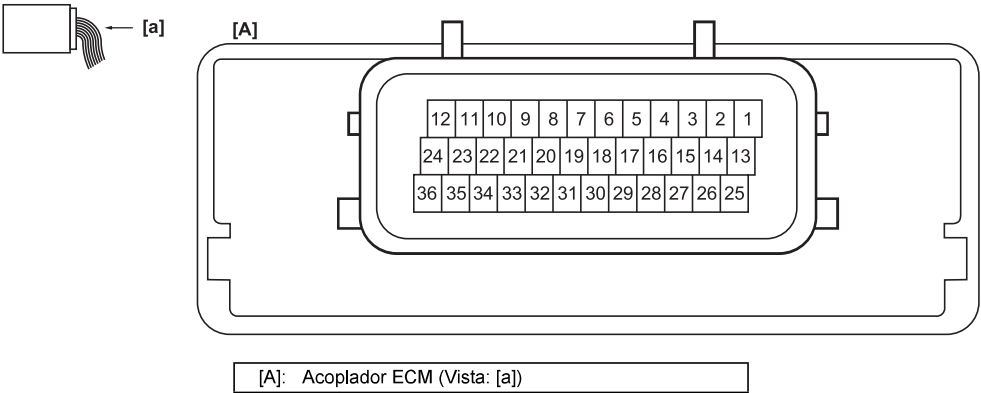 [a]
[A]
12 11 10 9 8 7 6 5 4 3 2 1
24 23 22 21 20 19 18 17 16 15 14 13
36 35 34 33 32 31 30 29 28 27 26 25
[A]: Acoplador ECM (Vista: [a])